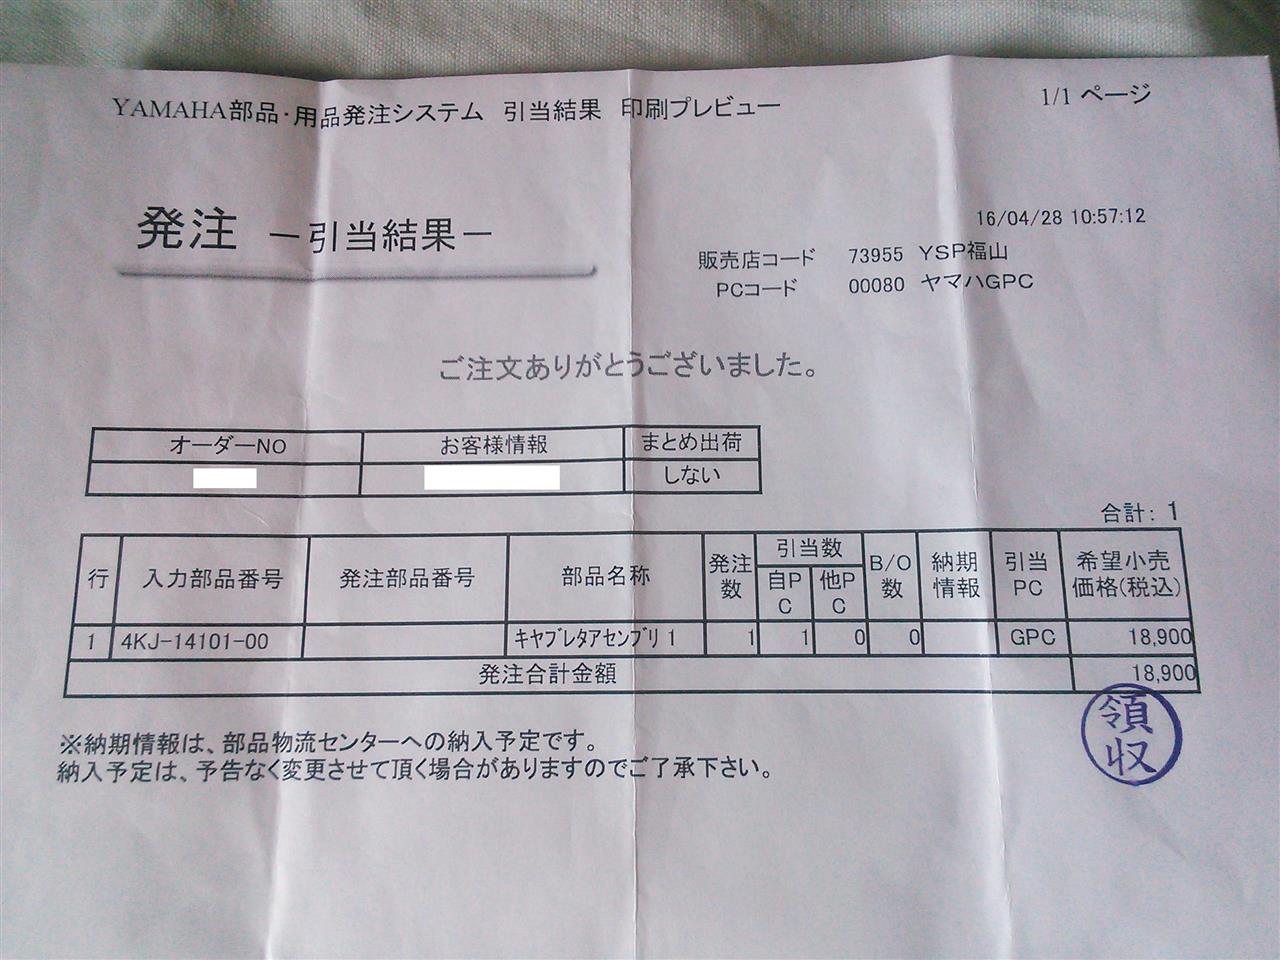 YAMAHA部品・用品発注システム 引当結果 印刷プレビュー 1/1 ページ
発注 －引当結果－
16/04/28 10:57:12
販売店コード 73955 YSP福山
PCコード 00080 ヤマハGPC
ご注文ありがとうございました。
オーダーNO お客様情報 まとめ出荷
しない
合計: 1
行 入力部品番号 発注部品番号 部品名称 発注数 引当数 自PC 他PC B/O数 納期情報 引当PC 希望小売価格(税込)
1 4KJ-14101-00 ｷﾔﾌﾞﾚﾀｱｾﾝﾌﾞﾘ 1 1 1 0 0 GPC 18,900
発注合計金額 18,900
領収
※納期情報は、部品物流センターへの納入予定です。
納入予定は、予告なく変更させて頂く場合がありますのでご了承下さい。